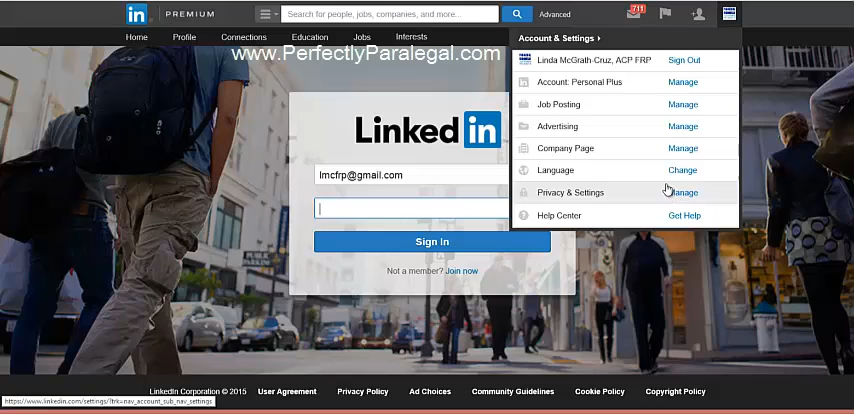 in PREMIUM Search for people, jobs, companies, and more... Advanced 711
Home Profile Connections Education Jobs Interests
Account & Settings
www.PerfectlyParalegal.com
Linda McGrath-Cruz, ACP FRP Sign Out
Account: Personal Plus Manage
Job Posting Manage
Advertising Manage
Company Page Manage
Language Change
Privacy & Settings Manage
Help Center Get Help
Linked in
lmcfrp@gmail.com
Sign In
Not a member? Join now
LinkedIn Corporation © 2015 User Agreement Privacy Policy Ad Choices Community Guidelines Cookie Policy Copyright Policy
https://www.linkedin.com/settings/?trk=nav_account_sub_nav_settings